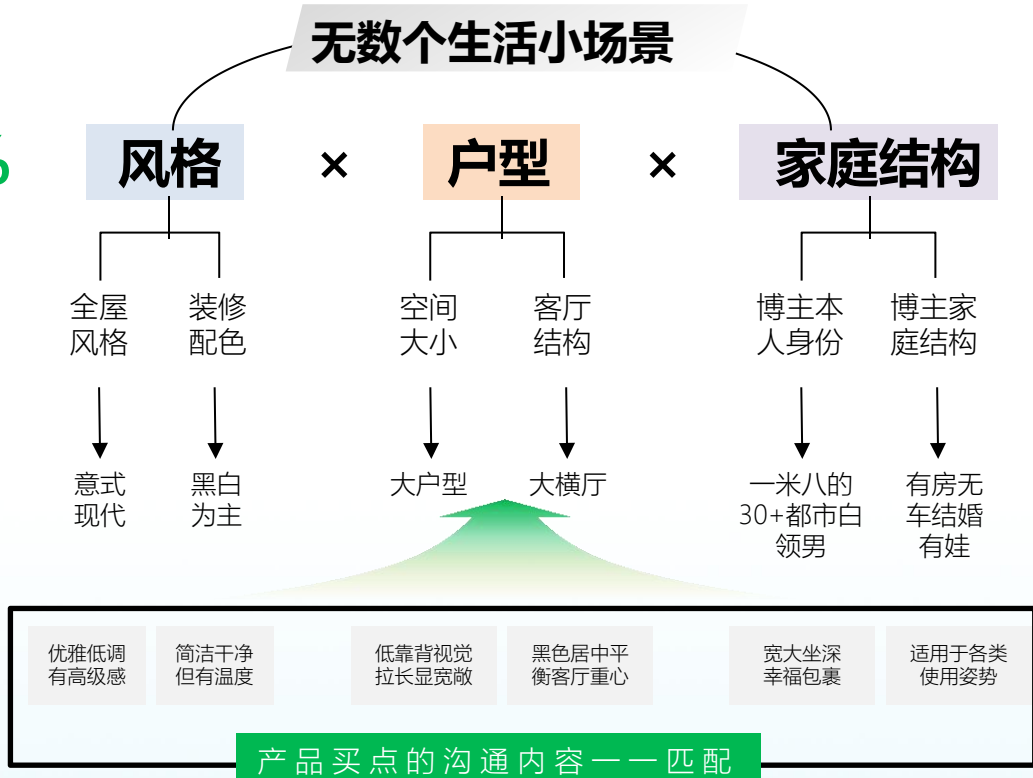 无数个生活小场景
%
风格 × 户型 × 家庭结构
全屋
风格
装修
配色
空间
大小
客厅
结构
博主本
人身份
博主家
庭结构
意式
现代
黑白
为主
大户型
大横厅
一米八的
30+都市白
领男
有房无
车结婚
有娃
优雅低调
有高级感
简洁干净
但有温度
低靠背视觉
拉长显宽敞
黑色居中平
衡客厅重心
宽大坐深
幸福包裹
适用于各类
使用姿势
产品买点的沟通内容一一匹配